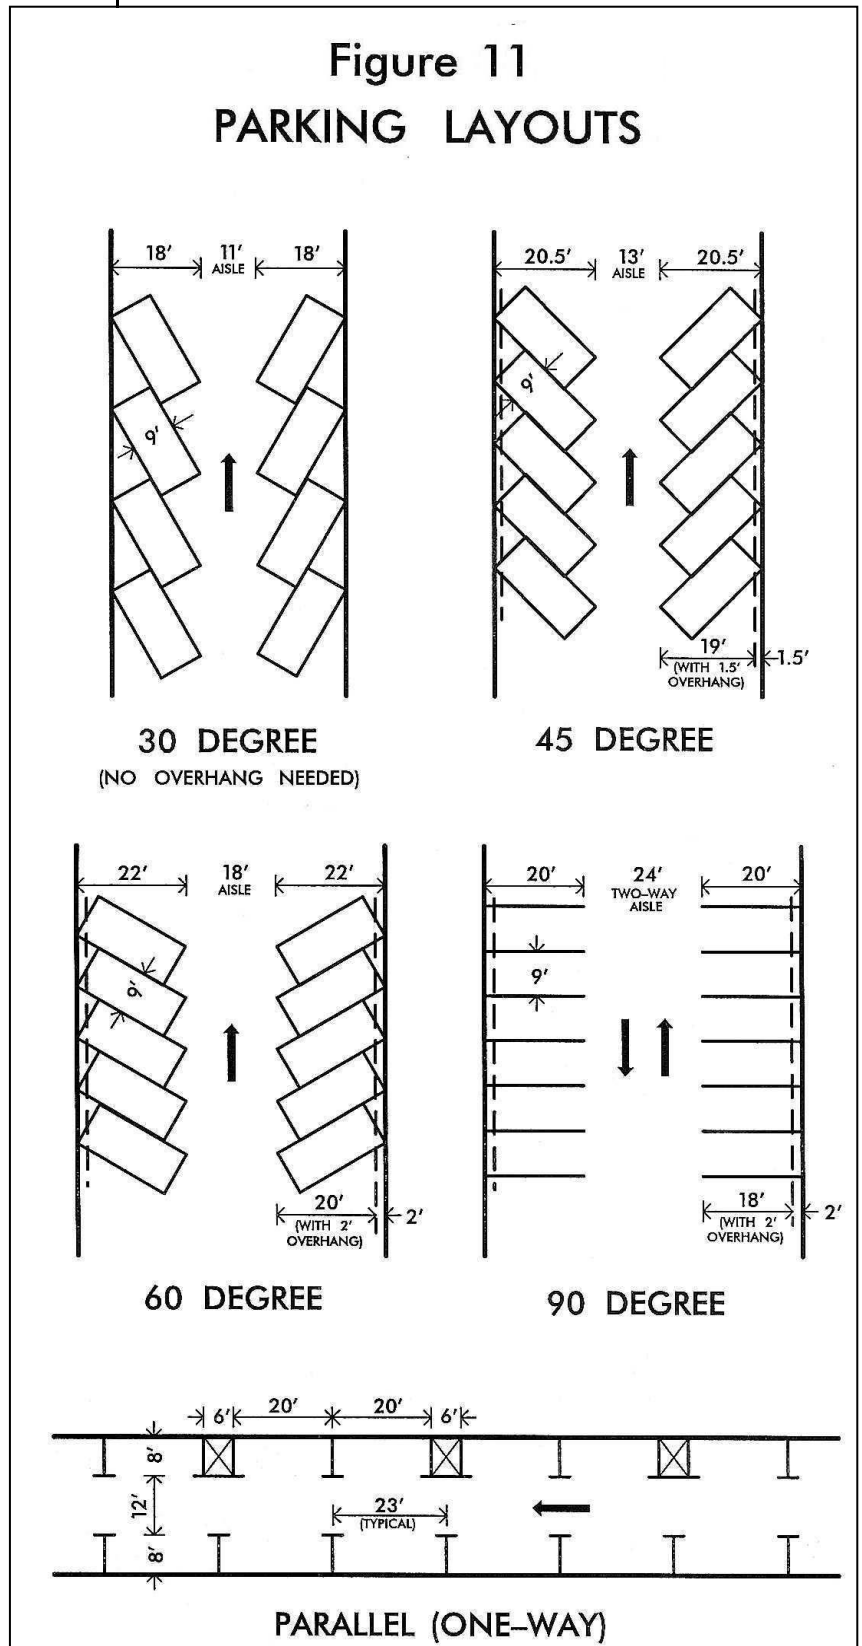 Figure 11
PARKING LAYOUTS
18' 11' 18'
AISLE
9'
30 DEGREE
(NO OVERHANG NEEDED)
20.5' 13' 20.5'
AISLE
9'
19' 1.5'
(WITH 1.5'
OVERHANG)
45 DEGREE
22' 18' 22'
AISLE
9'
20' 2'
(WITH 2'
OVERHANG)
60 DEGREE
20' 24' 20'
TWO-WAY
AISLE
9'
18' 2'
(WITH 2'
OVERHANG)
90 DEGREE
6' 20' 20' 6'
8'
12'
23'
(TYPICAL)
8'
PARALLEL (ONE-WAY)